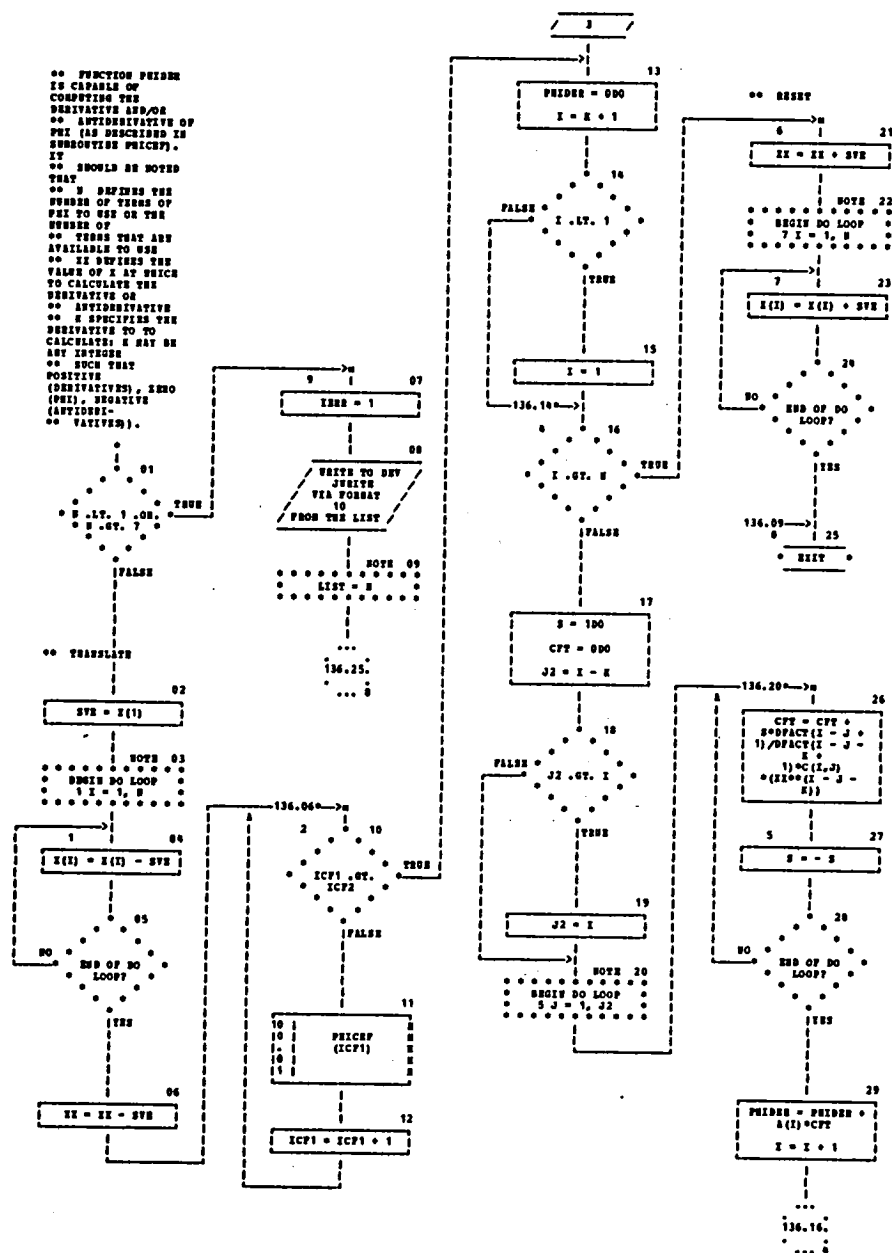 ** FUNCTION PHIDER
IS CAPABLE OF
COMPUTING THE
DERIVATIVE AND/OR
** ANTIDERIVATIVE OF
PHI (AS DESCRIBED IN
SUBROUTINE PHICEF).
IT
** SHOULD BE NOTED
THAT
** N DEFINES THE
NUMBER OF TERMS OF
PHI TO USE OR THE
NUMBER OF
** TERMS THAT ARE
AVAILABLE TO USE
** XX DEFINES THE
VALUE OF X AT WHICH
TO CALCULATE THE
DERIVATIVE OR
** ANTIDERIVATIVE
** K SPECIFIES THE
DERIVATIVE TO TO
CALCULATE: K MAY BE
ANY INTEGER
** SUCH THAT
POSITIVE
(DERIVATIVES), ZERO
(PHI), NEGATIVE
(ANTIDERI-
** VATIVES)).
01
N .LT. 1 .OR.
N .GT. 7
TRUE
FALSE
** TRANSLATE
02
SVE = X(1)
NOTE 03
BEGIN DO LOOP
1 I = 1, N
1 04
X(I) = X(I) - SVE
05
NO
END OF DO
LOOP?
YES
06
XX = XX - SVE
9 07
IERR = 1
08
WRITE TO DEV
JWRITE
VIA FORMAT
10
FROM THE LIST
NOTE 09
LIST = N
136.25.
8
136.06
2 10
ICF1 .GT.
ICF2
TRUE
FALSE
11
PHICEF
(ICF1)
12
ICF1 = ICF1 + 1
3
13
PHIDER = 0D0
I = K + 1
14
FALSE
I .LT. 1
TRUE
15
I = 1
136.14
4 16
I .GT. N
TRUE
FALSE
17
S = 1D0
CFT = 0D0
J2 = I - K
18
FALSE
J2 .GT. I
TRUE
19
J2 = I
NOTE 20
BEGIN DO LOOP
5 J = 1, J2
** RESET
6 21
XX = XX + SVE
NOTE 22
BEGIN DO LOOP
7 I = 1, N
7 23
X(I) = X(I) + SVE
24
NO
END OF DO
LOOP?
YES
136.09
8 25
EXIT
136.20
26
CFT = CFT +
S*DFACT(I - J +
1)/DFACT(I - J -
K +
1)*C(I,J)
*(XX**(I - J -
K))
5 27
S = - S
28
NO
END OF DO
LOOP?
YES
29
PHIDER = PHIDER +
A(I)*CFT
I = I + 1
136.16.
4